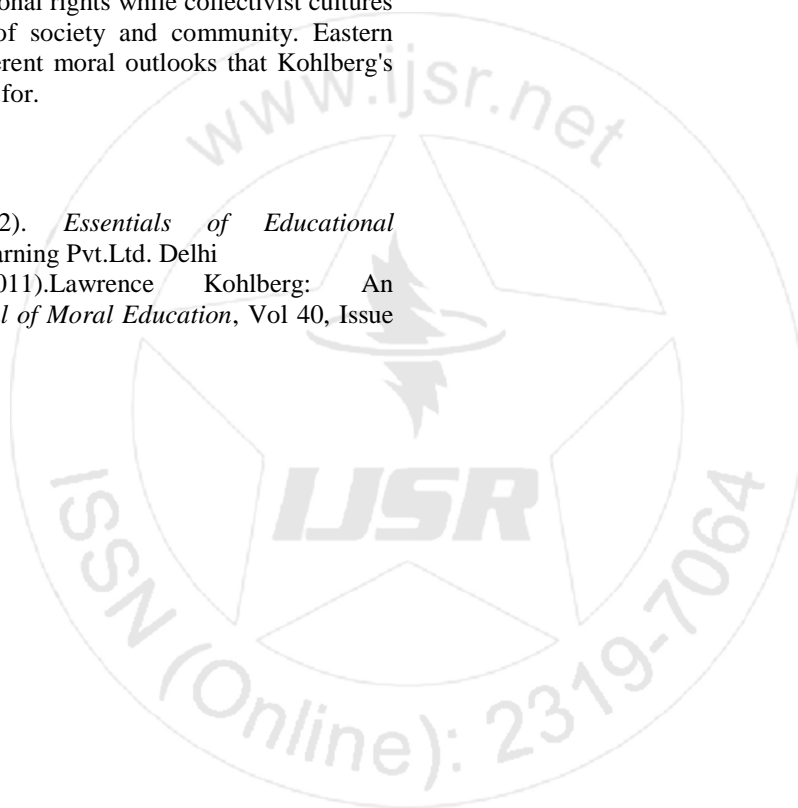 onal rights while collectivist cultures
of society and community. Eastern
erent moral outlooks that Kohlberg's
for.
2). Essentials of Educational
arning Pvt.Ltd. Delhi
011).Lawrence Kohlberg: An
l of Moral Education, Vol 40, Issue
www.ijsr.net
IJSR
ISSN (Online): 2319-7064